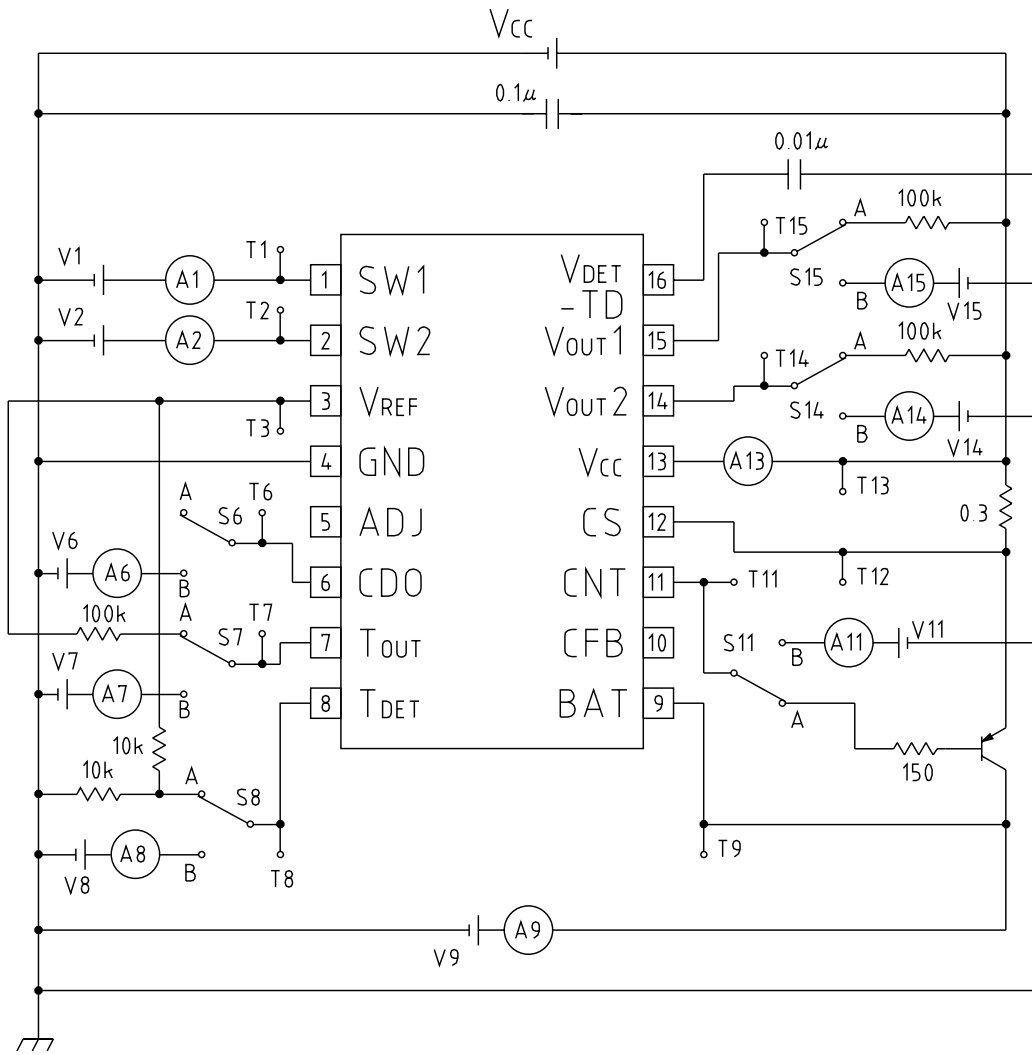 Vcc
0.1μ
0.01μ
A
100k
T15
S15
B
A15
V15
V1
A1
T1
1
SW1
VDET
-TD
16
V2
A2
T2
2
SW2
VOUT1
15
A
100k
T14
S14
B
A14
V14
T3
3
VREF
VOUT2
14
4
GND
Vcc
13
A13
T13
0.3
A
S6
T6
5
ADJ
CS
12
T12
V6
A6
B
6
CDO
CNT
11
T11
100k
A
S7
T7
7
TOUT
CFB
10
S11
B
A11
V11
A
V7
A7
B
8
TDET
BAT
9
150
10k
10k
A
S8
T8
V8
A8
B
T9
V9
A9